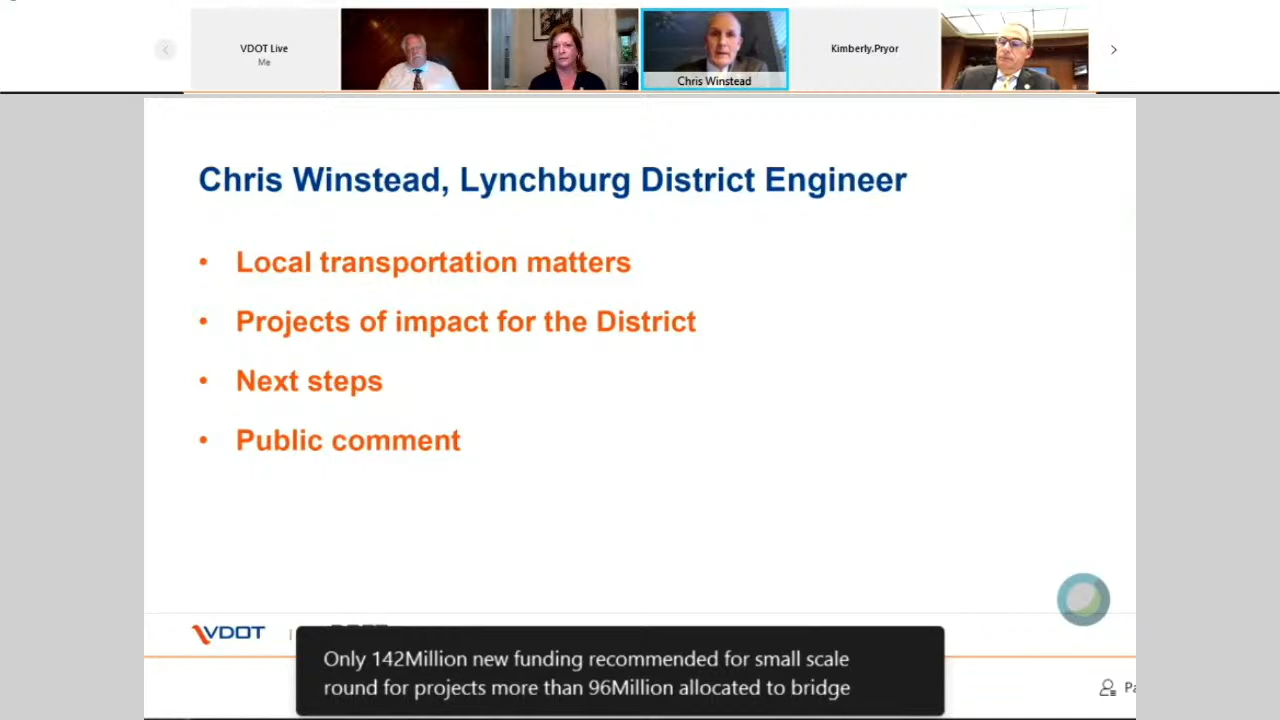 VDOT Live
Me
Chris Winstead
Kimberly.Pryor
Chris Winstead, Lynchburg District Engineer
• Local transportation matters
• Projects of impact for the District
• Next steps
• Public comment
VDOT
Only 142Million new funding recommended for small scale
round for projects more than 96Million allocated to bridge